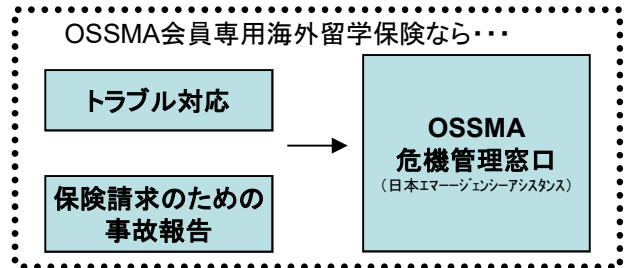 OSSMA会員専用海外留学保険なら・・・
トラブル対応
保険請求のための
事故報告
OSSMA
危機管理窓口
（日本ｴﾏｰｰｼﾞｪﾝｼｰｱｼｽﾀﾝｽ）